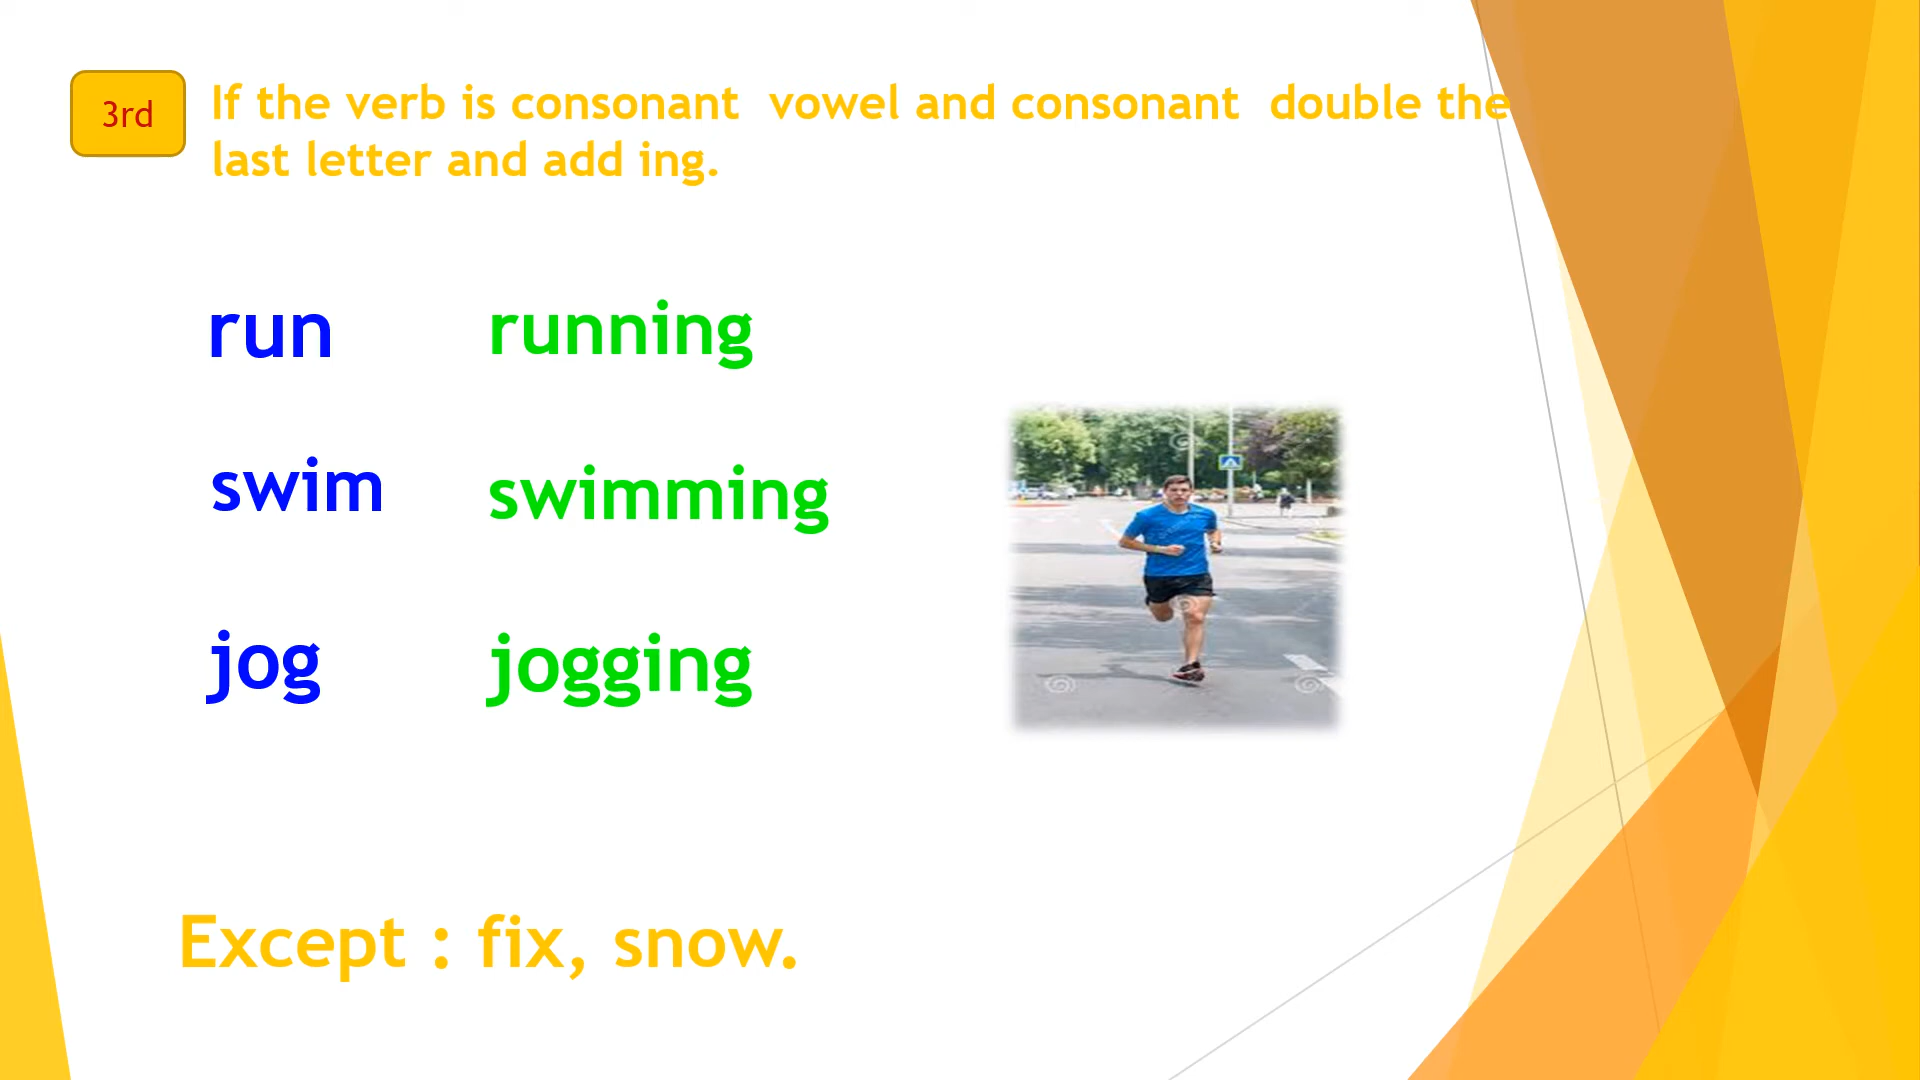 3rd
If the verb is consonant  vowel and consonant  double the
last letter and add ing.
run running
swim swimming
jog jogging
Except : fix, snow.